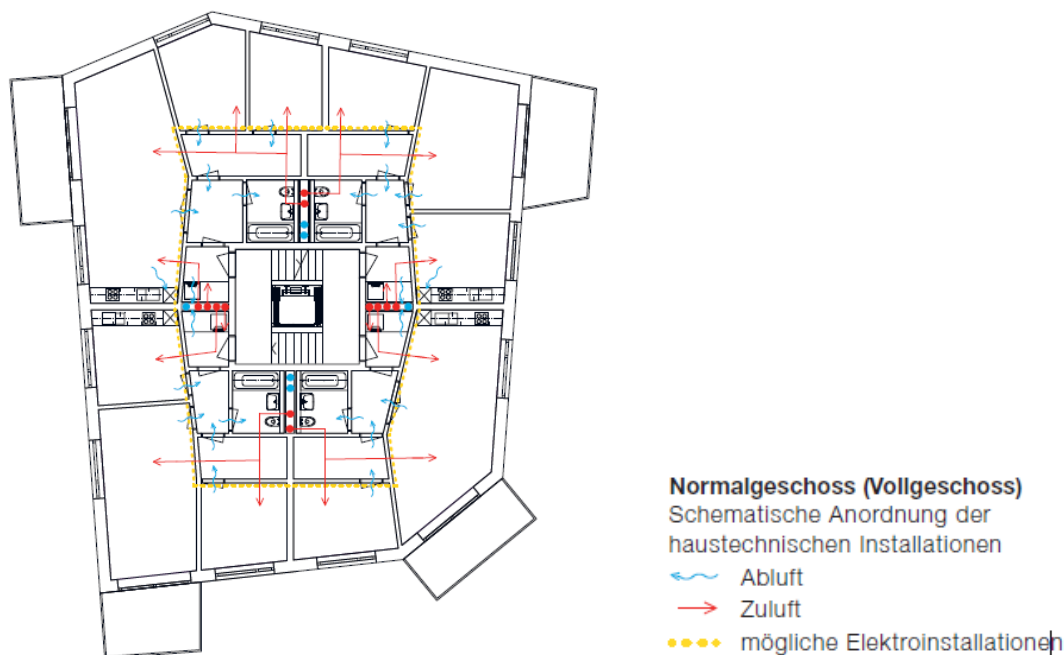 Normalgeschoss (Vollgeschoss)
Schematische Anordnung der
haustechnischen Installationen
Abluft
Zuluft
mögliche Elektroinstallationen